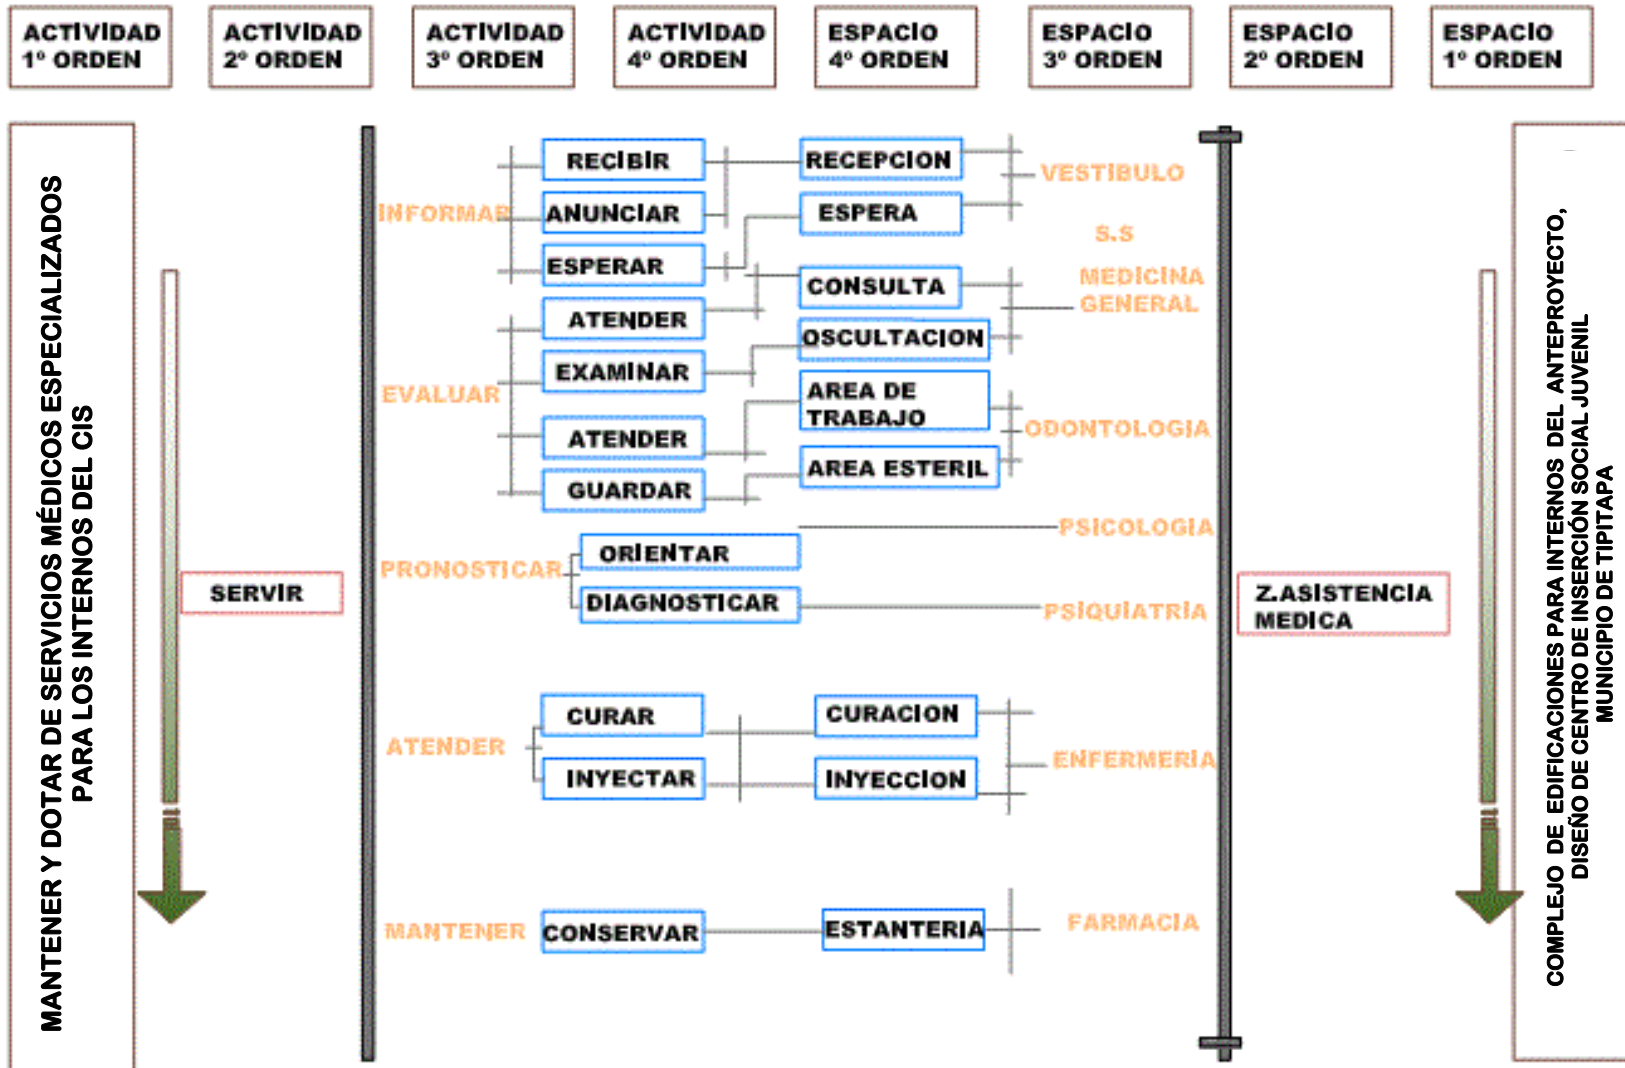 ACTIVIDAD
1º ORDEN
ACTIVIDAD
2º ORDEN
ACTIVIDAD
3º ORDEN
ACTIVIDAD
4º ORDEN
ESPACIO
4º ORDEN
ESPACIO
3º ORDEN
ESPACIO
2º ORDEN
ESPACIO
1º ORDEN
MANTENER Y DOTAR DE SERVICIOS MÉDICOS ESPECIALIZADOS
PARA LOS INTERNOS DEL CIS
SERVIR
INFORMAR
EVALUAR
PRONOSTICAR
ATENDER
MANTENER
RECIBIR
ANUNCIAR
ESPERAR
ATENDER
EXAMINAR
ATENDER
GUARDAR
ORIENTAR
DIAGNOSTICAR
CURAR
INYECTAR
CONSERVAR
RECEPCION
ESPERA
CONSULTA
OSCULTACION
AREA DE
TRABAJO
AREA ESTERIL
CURACION
INYECCION
ESTANTERIA
VESTIBULO
S.S
MEDICINA
GENERAL
ODONTOLOGIA
PSICOLOGIA
PSIQUIATRIA
ENFERMERIA
FARMACIA
Z.ASISTENCIA
MEDICA
COMPLEJO DE EDIFICACIONES PARA INTERNOS DEL ANTEPROYECTO,
DISEÑO DE CENTRO DE INSERCIÓN SOCIAL JUVENIL
MUNICIPIO DE TIPITAPA